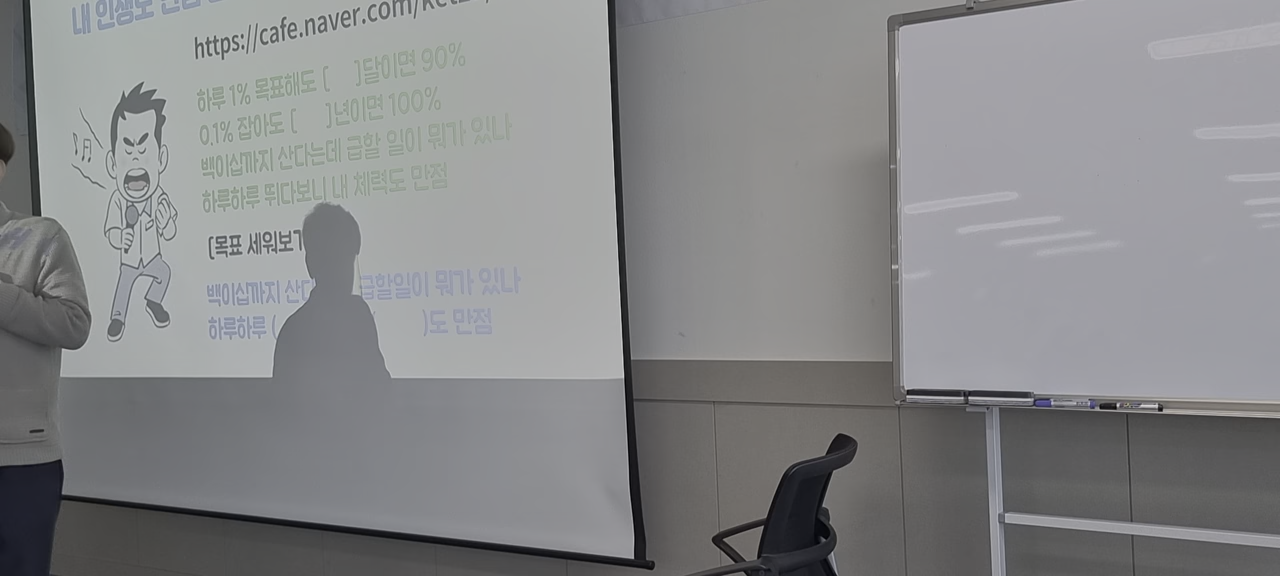 내 인생도
https://cafe.naver.com/
하루 1% 목표해도 [ ]달이면 90%
0.1% 잡아도 [ ]년이면 100%
백이십까지 산다는데 급할 일이 뭐가 있나
하루하루 뛰다보니 내 체력도 만점
[목표 세워보기
백이십까지 산다 급할일이 뭐가 있나
하루하루 ( )도 만점